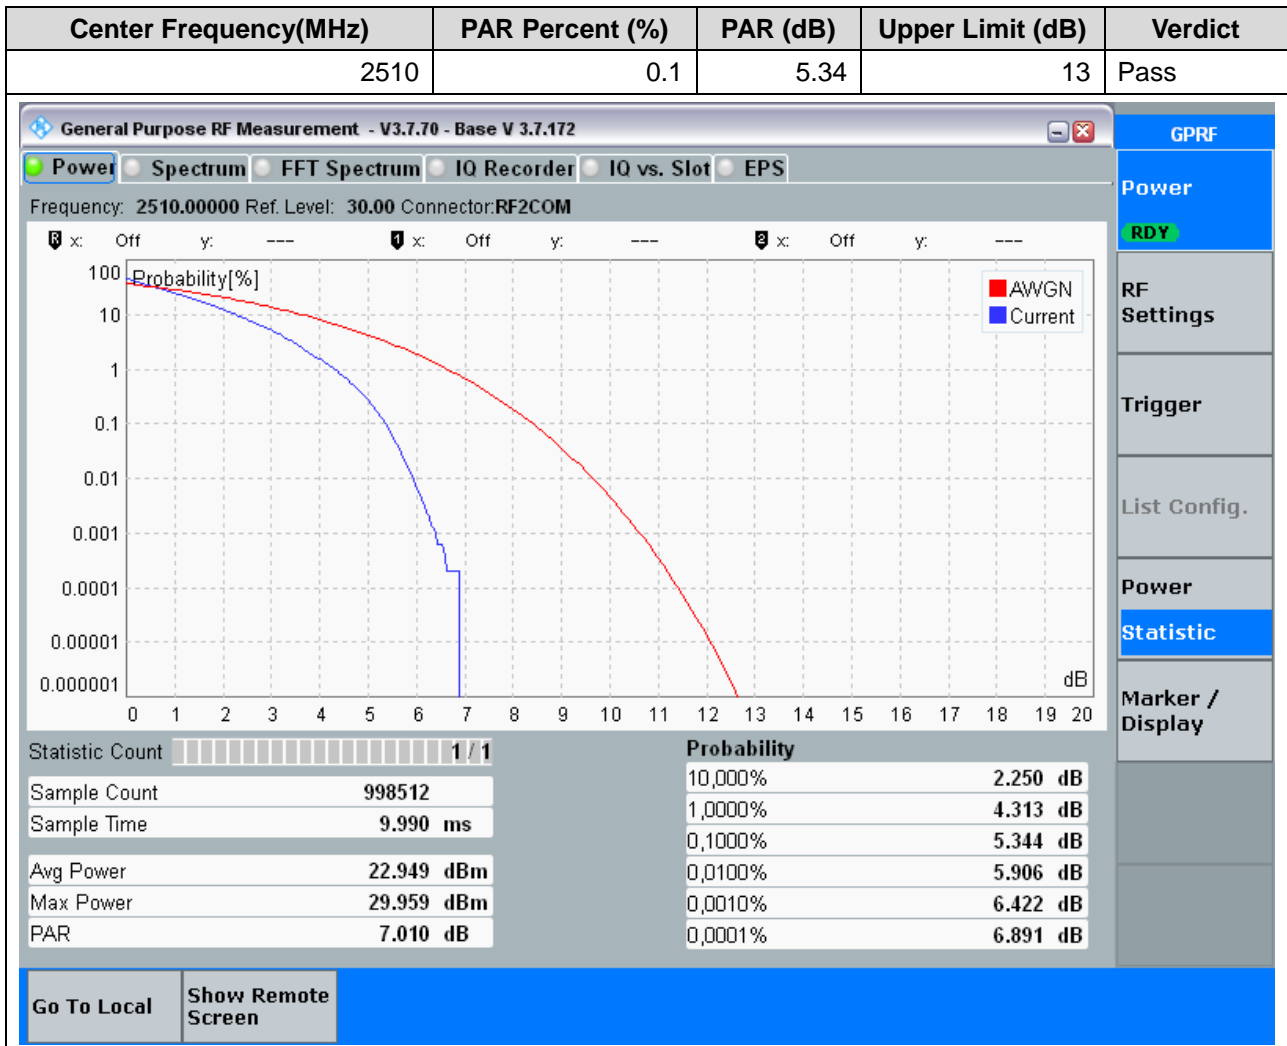 Center Frequency(MHz) PAR Percent (%) PAR (dB) Upper Limit (dB) Verdict
2510 0.1 5.34 13 Pass
General Purpose RF Measurement - V3.7.70 - Base V 3.7.172
GPRF
Power Spectrum FFT Spectrum IQ Recorder IQ vs. Slot EPS
Power
RDY
Frequency: 2510.00000 Ref. Level: 30.00 Connector:RF2COM
R x: Off y: --- 1 x: Off y: --- 2 x: Off y: ---
Probability[%]
AWGN
Current
100
10
1
0.1
0.01
0.001
0.0001
0.00001
0.000001
dB
0 1 2 3 4 5 6 7 8 9 10 11 12 13 14 15 16 17 18 19 20
RF
Settings
Trigger
List Config.
Power
Statistic
Marker /
Display
Statistic Count 1 / 1
Sample Count 998512
Sample Time 9.990 ms
Avg Power 22.949 dBm
Max Power 29.959 dBm
PAR 7.010 dB
Probability
10,000% 2.250 dB
1,0000% 4.313 dB
0,1000% 5.344 dB
0,0100% 5.906 dB
0,0010% 6.422 dB
0,0001% 6.891 dB
Go To Local
Show Remote
Screen